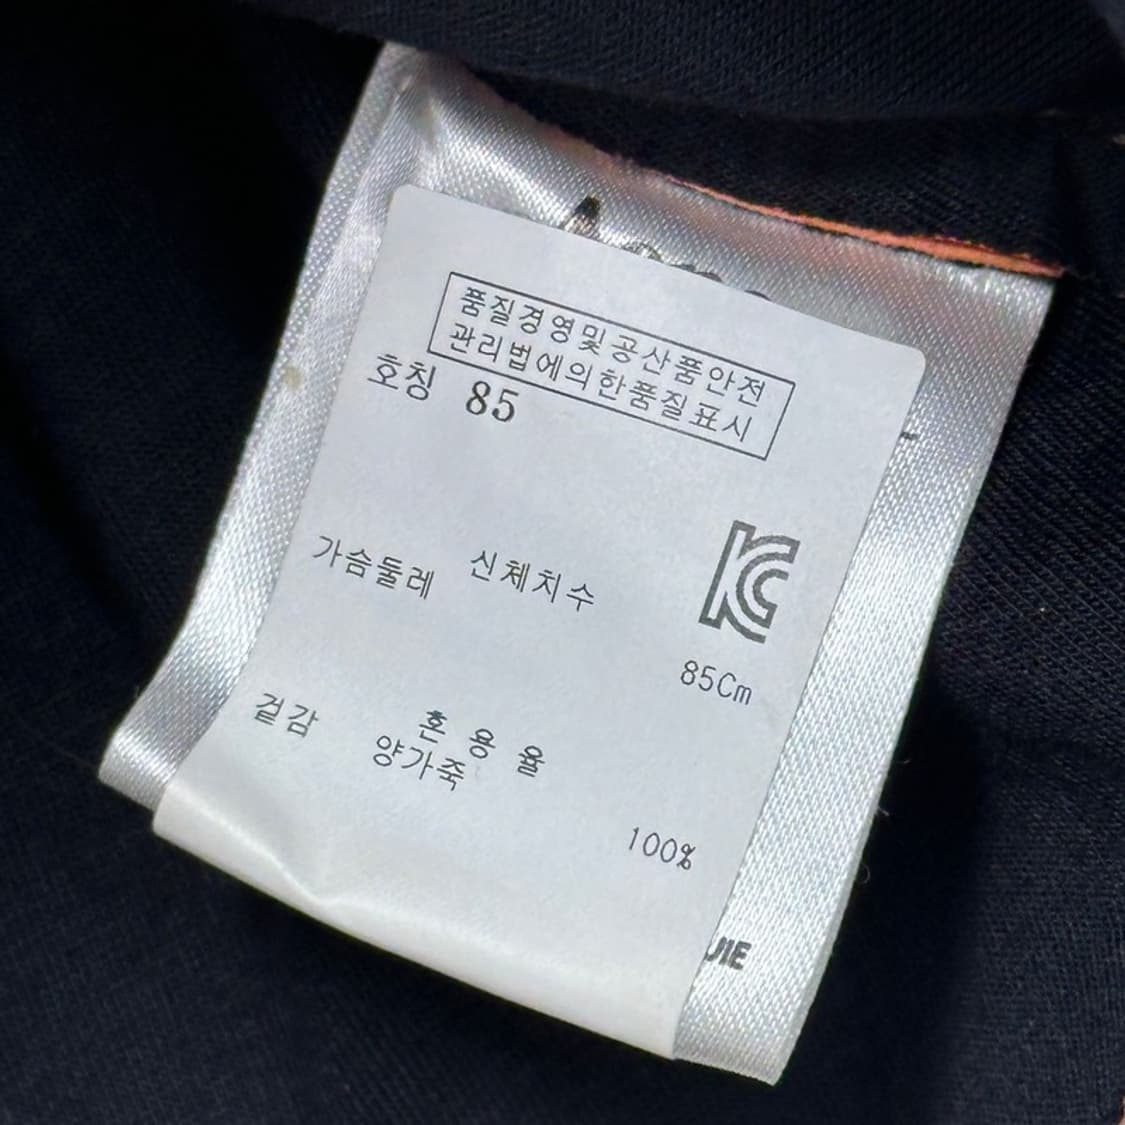 품질경영및공산품안전
관리법에의한품질표시
호칭 85
KC
가슴둘레 신체치수
85Cm
겉감 혼용율
양가죽
100%
UIE